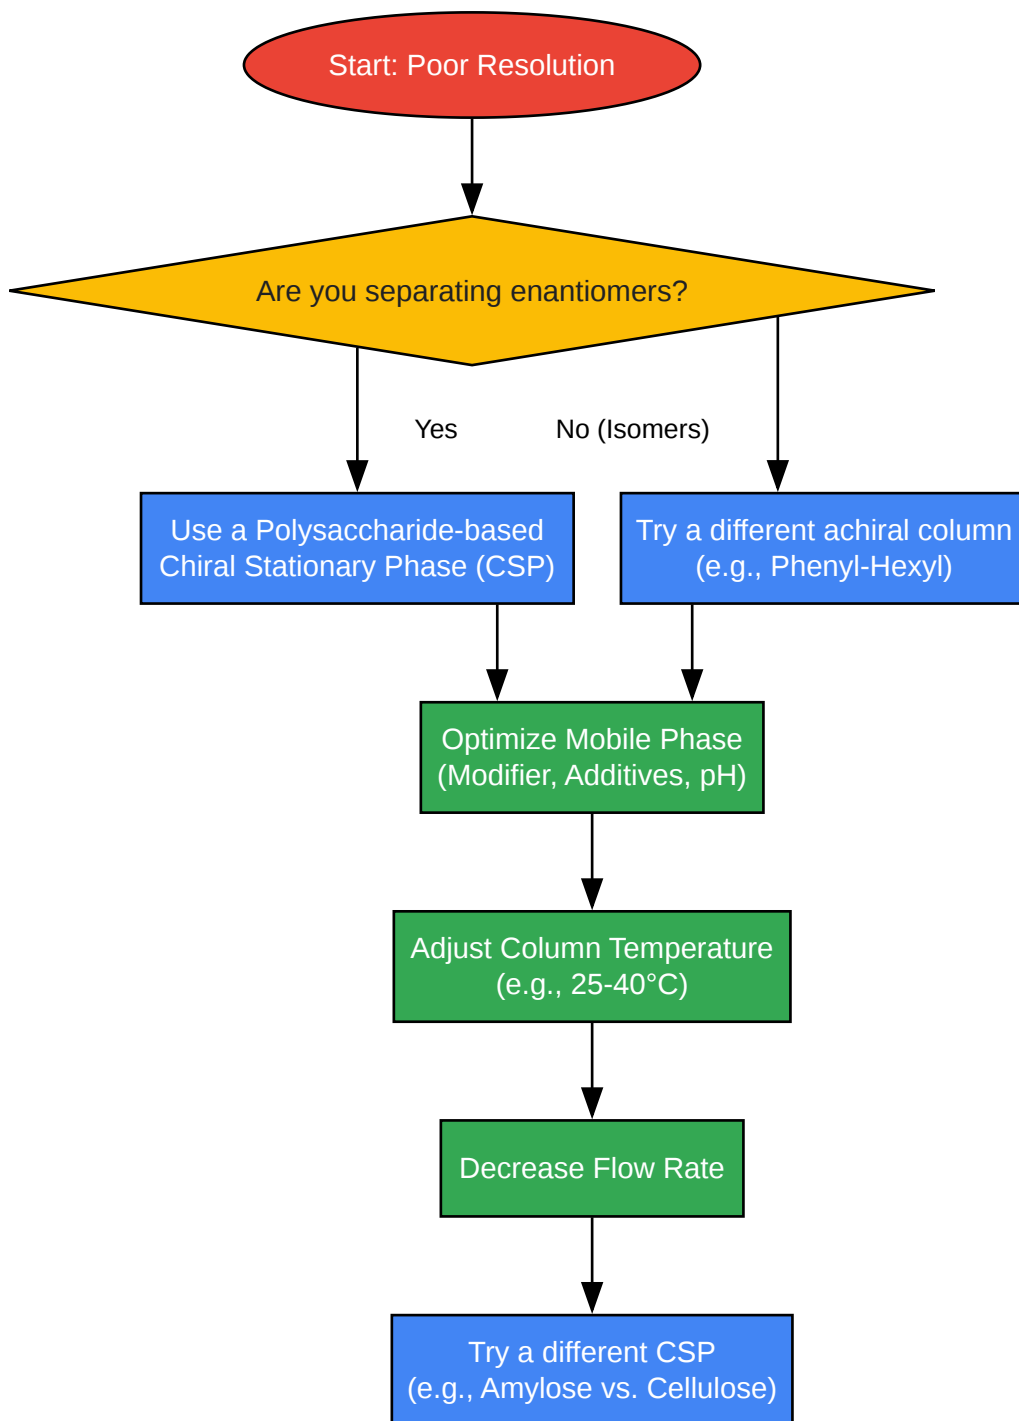 Start: Poor Resolution
Are you separating enantiomers?
Yes
No (Isomers)
Use a Polysaccharide-based
Chiral Stationary Phase (CSP)
Try a different achiral column
(e.g., Phenyl-Hexyl)
Optimize Mobile Phase
(Modifier, Additives, pH)
Adjust Column Temperature
(e.g., 25-40°C)
Decrease Flow Rate
Try a different CSP
(e.g., Amylose vs. Cellulose)